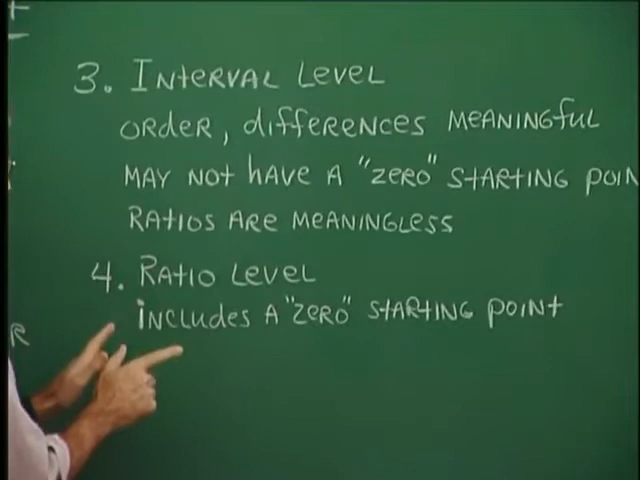 3. INTERVAL LEVEL
ORDER, dIffERENCES MEANINGfuL
MAY NOT HAVE A "ZERO" STARTING POIN
RATIOS ARE MEANINGLESS
4. RATIO LEVEL
INCLUdES A "ZERO" STARTING POINT
R